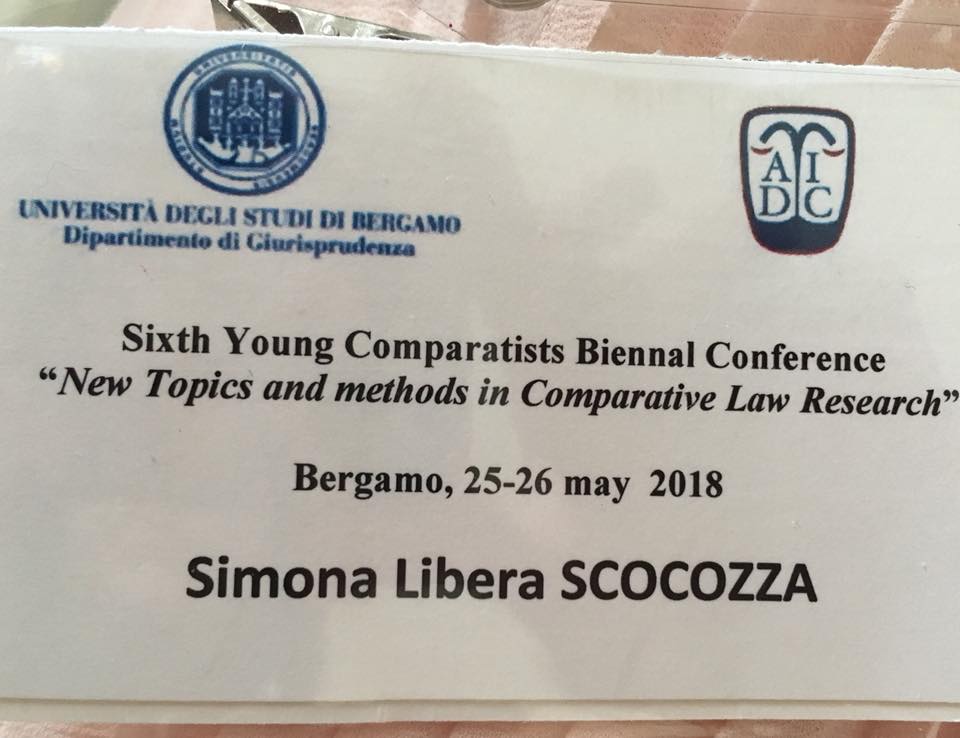 UNIVERSITÀ DEGLI STUDI DI BERGAMO
Dipartimento di Giurisprudenza
A I
D C
Sixth Young Comparatists Biennal Conference
“New Topics and methods in Comparative Law Research”
Bergamo, 25-26 may 2018
Simona Libera SCOCOZZA